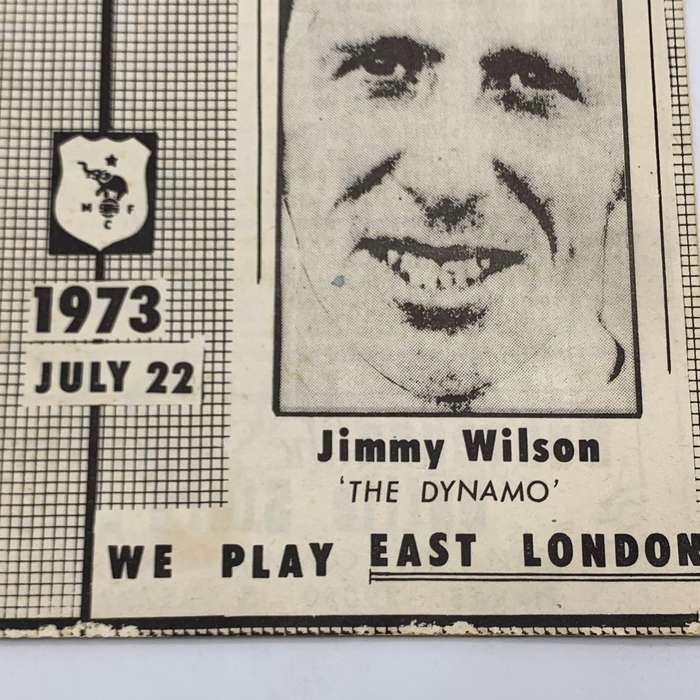 M F
C
1973
JULY 22
Jimmy Wilson
'THE DYNAMO'
WE PLAY EAST LONDON